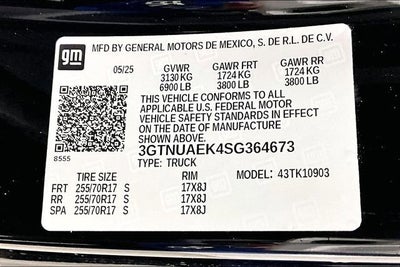 gm
MFD BY GENERAL MOTORS DE MEXICO, S. DE R.L. DE C.V.
05/25 GVWR GAWR FRT GAWR RR
3130 KG 1724 KG 1724 KG
6900 LB 3800 LB 3800 LB
THIS VEHICLE CONFORMS TO ALL
APPLICABLE U.S. FEDERAL MOTOR
VEHICLE SAFETY STANDARDS IN EFFECT
ON THE DATE OF MANUFACTURE
SHOWN ABOVE.
8555
3GTNUAEK4SG364673
TYPE: TRUCK
TIRE SIZE RIM MODEL: 43TK10903
FRT 255/70R17 S 17X8J
RR 255/70R17 S 17X8J
SPA 255/70R17 S 17X8J